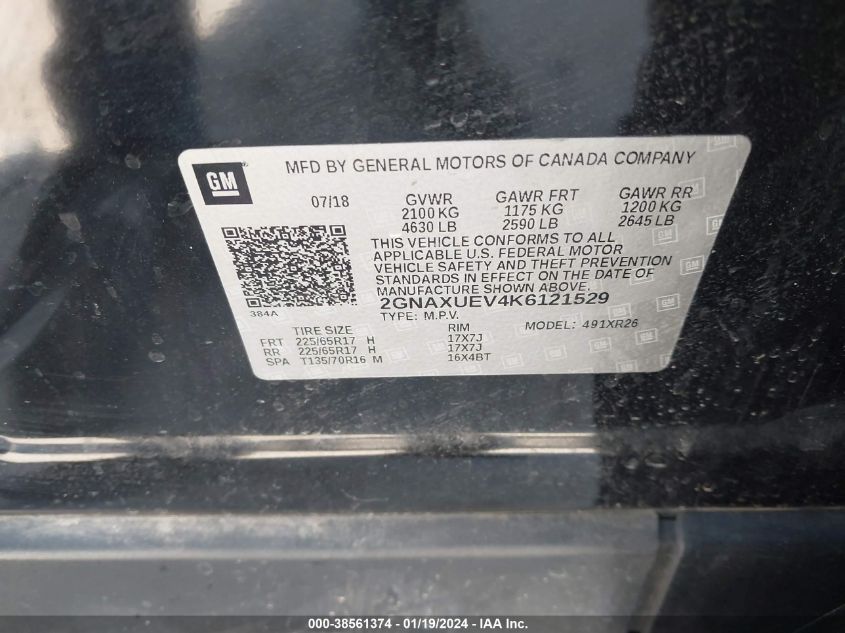 GM
MFD BY GENERAL MOTORS OF CANADA COMPANY
07/18 GVWR GAWR FRT GAWR RR
2100 KG 1175 KG 1200 KG
4630 LB 2590 LB 2645 LB
THIS VEHICLE CONFORMS TO ALL
APPLICABLE U.S. FEDERAL MOTOR
VEHICLE SAFETY AND THEFT PREVENTION
STANDARDS IN EFFECT ON THE DATE OF
MANUFACTURE SHOWN ABOVE.
384A
2GNAXUEV4K6121529
TYPE: M.P.V. MODEL: 491XR26
TIRE SIZE RIM
FRT 225/65R17 H 17X7J
RR 225/65R17 H 17X7J
SPA T135/70R16 M 16X4BT
000-38561374 - 01/19/2024 - IAA Inc.